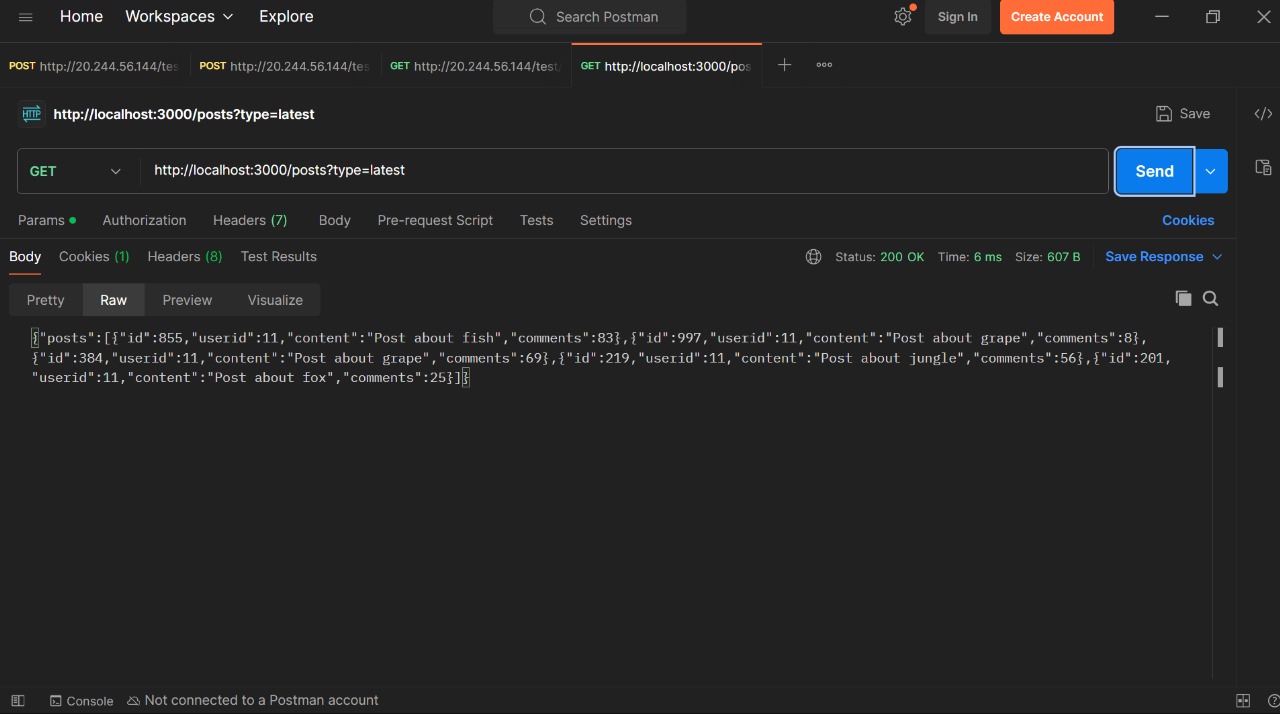 Home Workspaces Explore Search Postman Sign In Create Account
POST http://20.244.56.144/tes POST http://20.244.56.144/tes GET http://20.244.56.144/test GET http://localhost:3000/pos
HTTP http://localhost:3000/posts?type=latest Save
GET http://localhost:3000/posts?type=latest Send
Params Authorization Headers (7) Body Pre-request Script Tests Settings Cookies
Body Cookies (1) Headers (8) Test Results Status: 200 OK Time: 6 ms Size: 607 B Save Response
Pretty Raw Preview Visualize
{"posts":[{"id":855,"userid":11,"content":"Post about fish","comments":83},{"id":997,"userid":11,"content":"Post about grape","comments":8},
{"id":384,"userid":11,"content":"Post about grape","comments":69},{"id":219,"userid":11,"content":"Post about jungle","comments":56},{"id":201,
"userid":11,"content":"Post about fox","comments":25}]}
Console Not connected to a Postman account